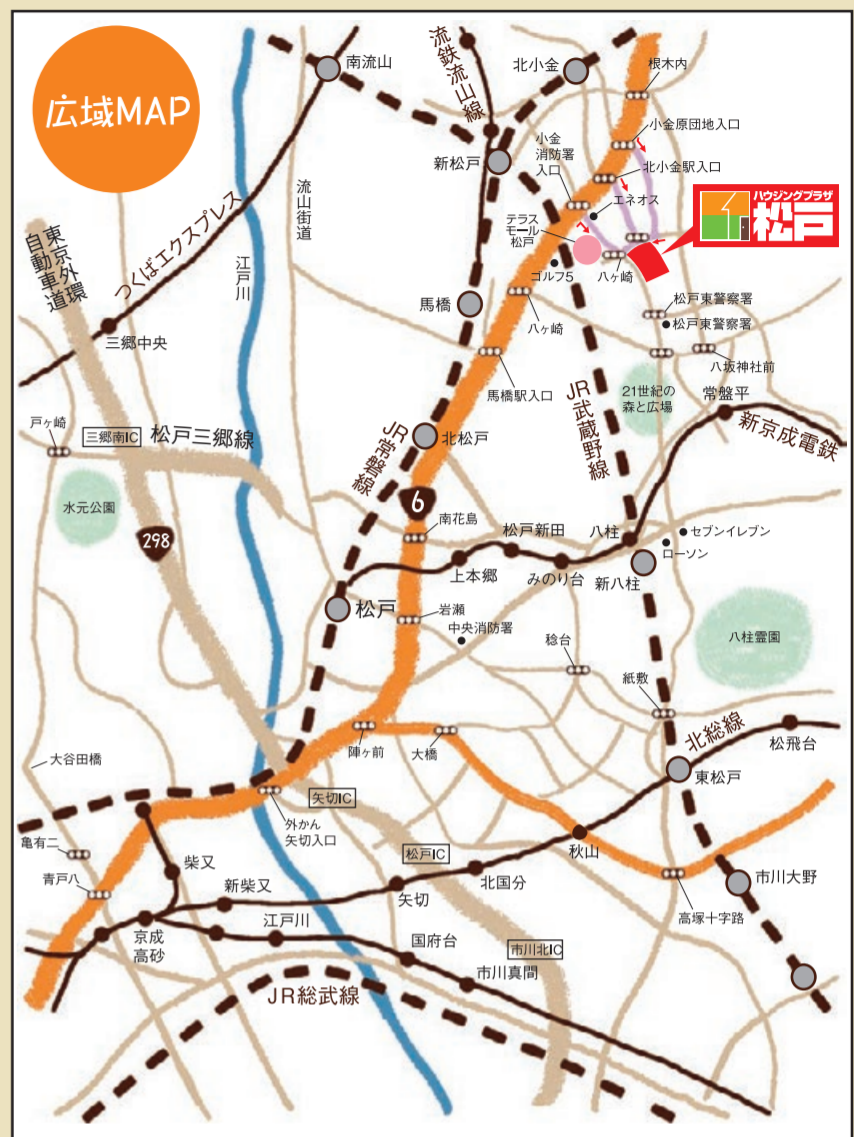 広域MAP
南流山
流鉄流山線
北小金
根木内
小金原団地入口
小金
消防署
入口
新松戸
北小金駅入口
エネオス
ハウジングプラザ
松戸
テラス
モール
松戸
流山街道
東京外環
自動車道
つくばエクスプレス
江戸川
ゴルフ5
八ヶ崎
馬橋
八ヶ崎
松戸東警察署
松戸東警察署
三郷中央
八坂神社前
馬橋駅入口
JR武蔵野線
21世紀の
森と広場
常盤平
戸ヶ崎
三郷南IC
松戸三郷線
JR常磐線
北松戸
新京成電鉄
水元公園
6
298
南花島
松戸新田
八柱
セブンイレブン
ローソン
上本郷
みのり台
新八柱
松戸
岩瀬
中央消防署
稔台
八柱霊園
紙敷
陣ヶ前
大橋
北総線
松飛台
大谷田橋
東松戸
矢切IC
外かん
矢切入口
亀有二
柴又
松戸IC
秋山
青戸八
新柴又
矢切
北国分
市川大野
京成
高砂
江戸川
国府台
市川北IC
高塚十字路
市川真間
JR総武線